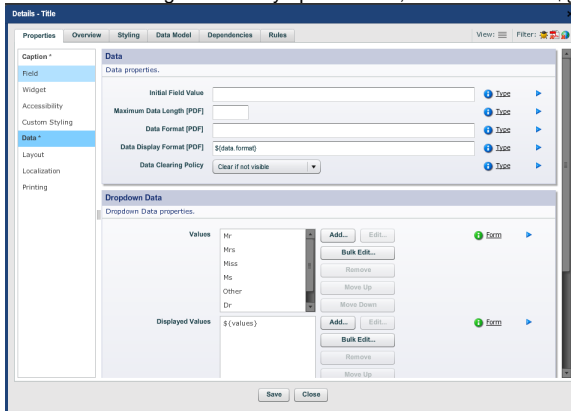 Details - Title
Properties Overview Styling Data Model Dependencies Rules View: Filter:
Caption *
Field
Widget
Accessibility
Custom Styling
Data *
Layout
Localization
Printing
Data
Data properties.
Initial Field Value Type
Maximum Data Length [PDF] Type
Data Format [PDF] Type
Data Display Format [PDF] ${data.format} Type
Data Clearing Policy Clear if not visible Type
Dropdown Data
Dropdown Data properties.
Values Mr Add... Edit... Form
Mrs Bulk Edit...
Miss Remove
Ms
Other Move Up
Dr Move Down
Displayed Values ${values} Add... Edit... Form
Bulk Edit...
Remove
Move Up
Save Close